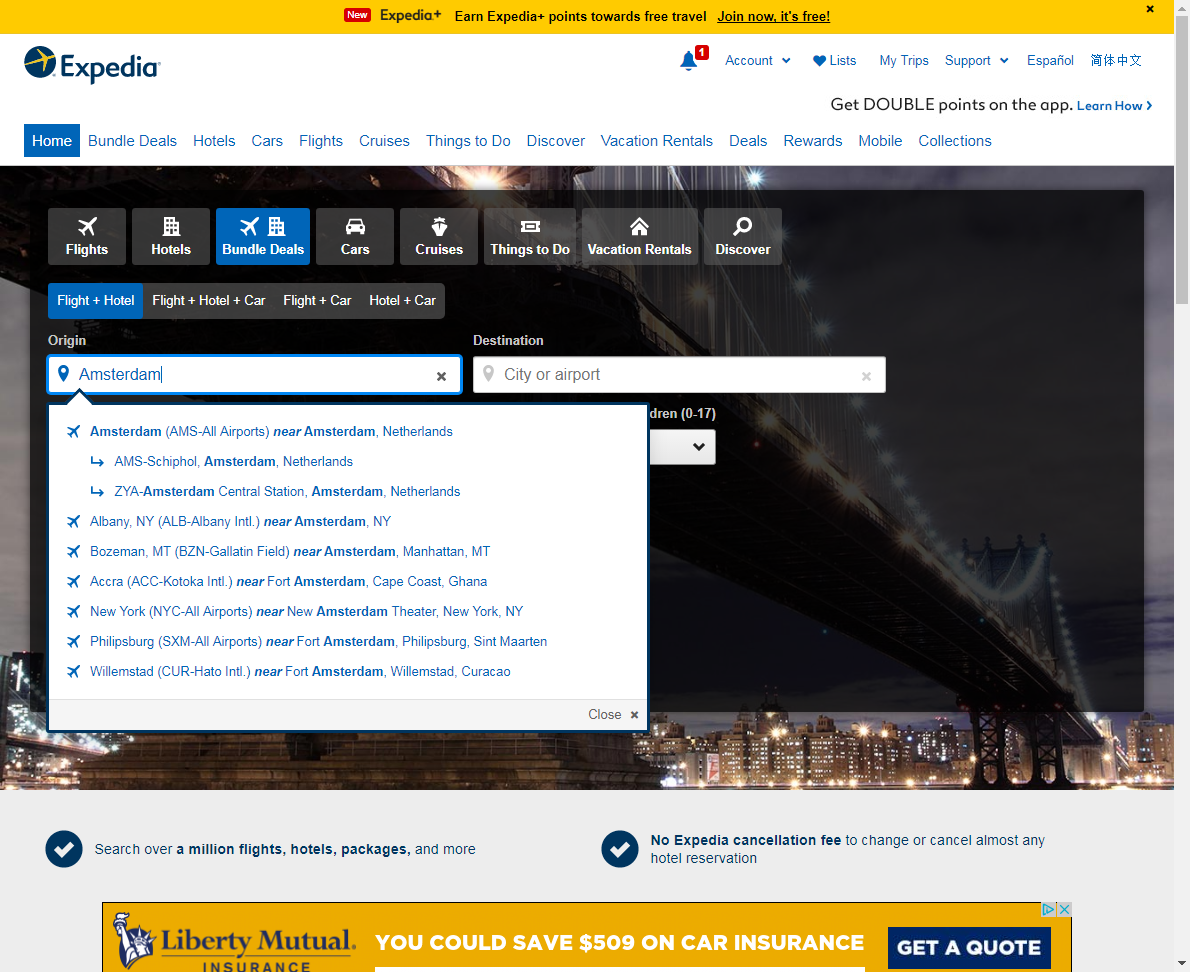 New Expedia+ Earn Expedia+ points towards free travel Join now, it's free!
Expedia
1 Account Lists My Trips Support Español 简体中文
Get DOUBLE points on the app. Learn How
Home Bundle Deals Hotels Cars Flights Cruises Things to Do Discover Vacation Rentals Deals Rewards Mobile Collections
Flights Hotels Bundle Deals Cars Cruises Things to Do Vacation Rentals Discover
Flight + Hotel Flight + Hotel + Car Flight + Car Hotel + Car
Origin Destination
Amsterdam City or airport
dren (0-17)
Amsterdam (AMS-All Airports) near Amsterdam, Netherlands
AMS-Schiphol, Amsterdam, Netherlands
ZYA-Amsterdam Central Station, Amsterdam, Netherlands
Albany, NY (ALB-Albany Intl.) near Amsterdam, NY
Bozeman, MT (BZN-Gallatin Field) near Amsterdam, Manhattan, MT
Accra (ACC-Kotoka Intl.) near Fort Amsterdam, Cape Coast, Ghana
New York (NYC-All Airports) near New Amsterdam Theater, New York, NY
Philipsburg (SXM-All Airports) near Fort Amsterdam, Philipsburg, Sint Maarten
Willemstad (CUR-Hato Intl.) near Fort Amsterdam, Willemstad, Curacao
Close
Search over a million flights, hotels, packages, and more
No Expedia cancellation fee to change or cancel almost any
hotel reservation
Liberty Mutual.
INSURANCE
YOU COULD SAVE $509 ON CAR INSURANCE
GET A QUOTE